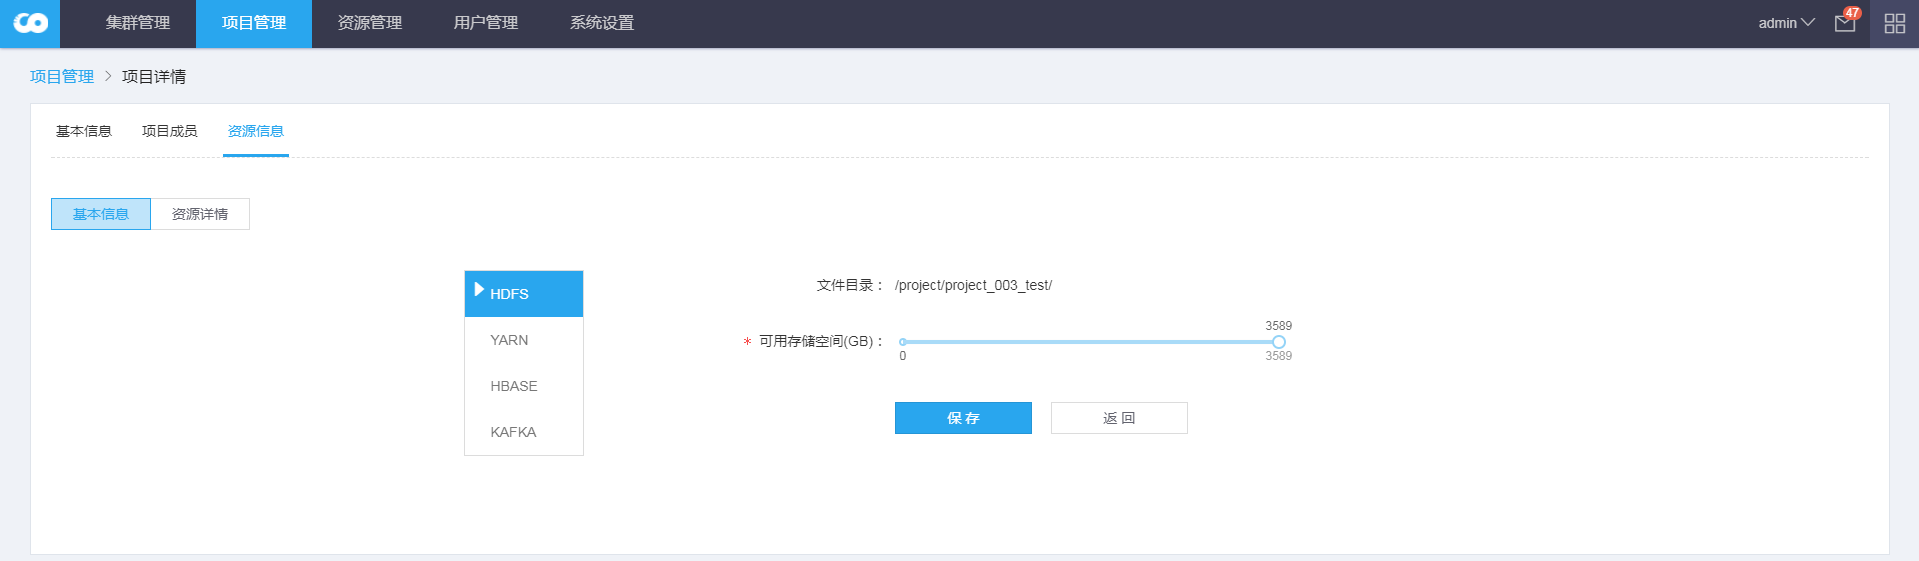 集群管理 项目管理 资源管理 用户管理 系统设置 admin 47
项目管理 > 项目详情
基本信息 项目成员 资源信息
基本信息 资源详情
HDFS
YARN
HBASE
KAFKA
文件目录： /project/project_003_test/
3589
* 可用存储空间(GB)：
0 3589
保 存 返 回